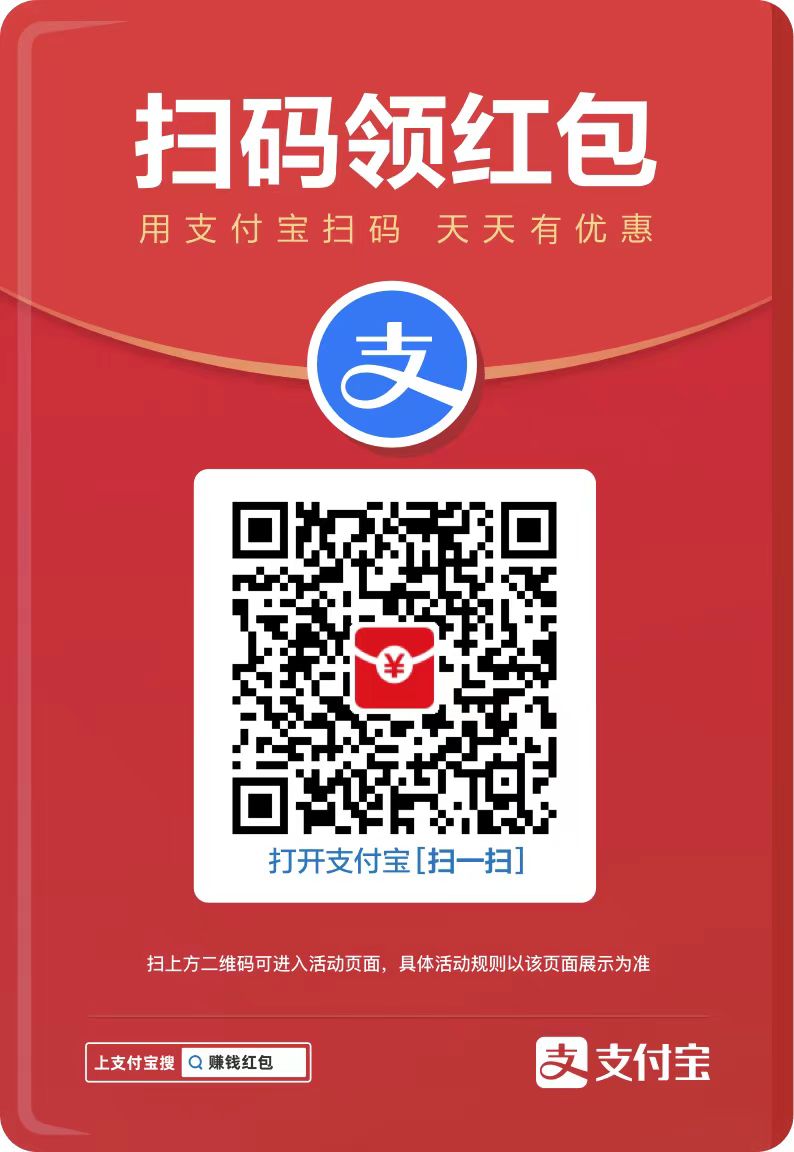 扫码领红包
用支付宝扫码 天天有优惠
支
¥
打开支付宝[扫一扫]
扫上方二维码可进入活动页面，具体活动规则以该页面展示为准
上支付宝搜 赚钱红包
支 支付宝